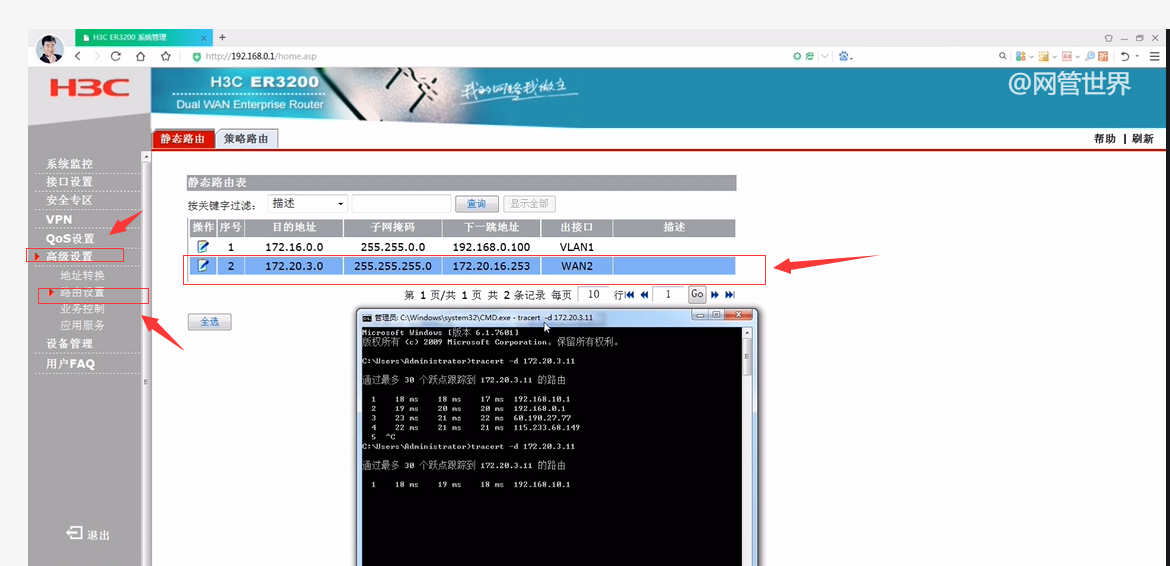 H3C ER3200 系统管理
http://192.168.0.1/home.asp
H3C
H3C ER3200
Dual WAN Enterprise Router
我的网络我做主
@网管世界
静态路由 策略路由
帮助 | 刷新
系统监控
接口设置
安全专区
VPN
QoS设置
高级设置
地址转换
路由设置
业务控制
应用服务
设备管理
用户FAQ
退出
静态路由表
按关键字过滤: 描述 查询 显示全部
操作 序号 目的地址 子网掩码 下一跳地址 出接口 描述
1 172.16.0.0 255.255.0.0 192.168.0.100 VLAN1
2 172.20.3.0 255.255.255.0 172.20.16.253 WAN2
第 1 页/共 1 页 共 2 条记录 每页 10 行 1 Go
全选
管理员: C:\Windows\system32\CMD.exe - tracert -d 172.20.3.11
Microsoft Windows [版本 6.1.7601]
版权所有 (c) 2009 Microsoft Corporation。保留所有权利。
C:\Users\Administrator>tracert -d 172.20.3.11
通过最多 30 个跃点跟踪到 172.20.3.11 的路由
1 18 ms 18 ms 17 ms 192.168.10.1
2 19 ms 20 ms 20 ms 192.168.0.1
3 23 ms 21 ms 22 ms 60.190.27.77
4 22 ms 21 ms 21 ms 115.233.68.149
5 ^C
C:\Users\Administrator>tracert -d 172.20.3.11
通过最多 30 个跃点跟踪到 172.20.3.11 的路由
1 18 ms 19 ms 18 ms 192.168.10.1